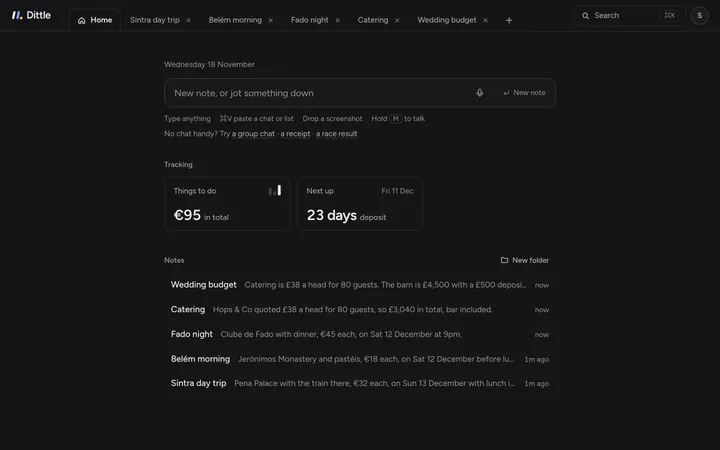 Dittle
Home
Sintra day trip ×
Belém morning ×
Fado night ×
Catering ×
Wedding budget ×
+
Search ⌘K
S
Wednesday 18 November
New note, or jot something down
↵ New note
Type anything ⌘V paste a chat or list Drop a screenshot Hold M to talk
No chat handy? Try a group chat · a receipt · a race result
Tracking
Things to do
€95 in total
Next up Fri 11 Dec
23 days deposit
Notes New folder
Wedding budget Catering is £38 a head for 80 guests. The barn is £4,500 with a £500 deposi... now
Catering Hops & Co quoted £38 a head for 80 guests, so £3,040 in total, bar included. now
Fado night Clube de Fado with dinner, €45 each, on Sat 12 December at 9pm. now
Belém morning Jerónimos Monastery and pastéis, €18 each, on Sat 12 December before lu... 1m ago
Sintra day trip Pena Palace with the train there, €32 each, on Sun 13 December with lunch i... 1m ago